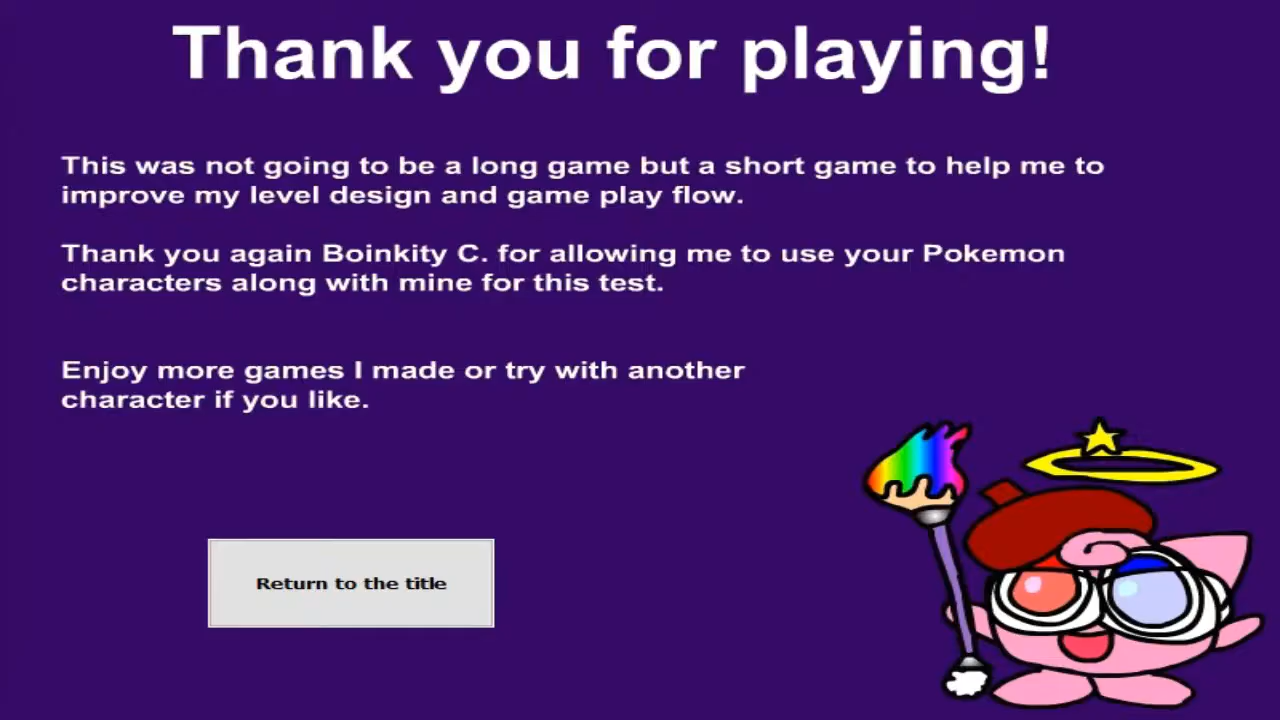 Thank you for playing!
This was not going to be a long game but a short game to help me to
improve my level design and game play flow.
Thank you again Boinkity C. for allowing me to use your Pokemon
characters along with mine for this test.
Enjoy more games I made or try with another
character if you like.
Return to the title